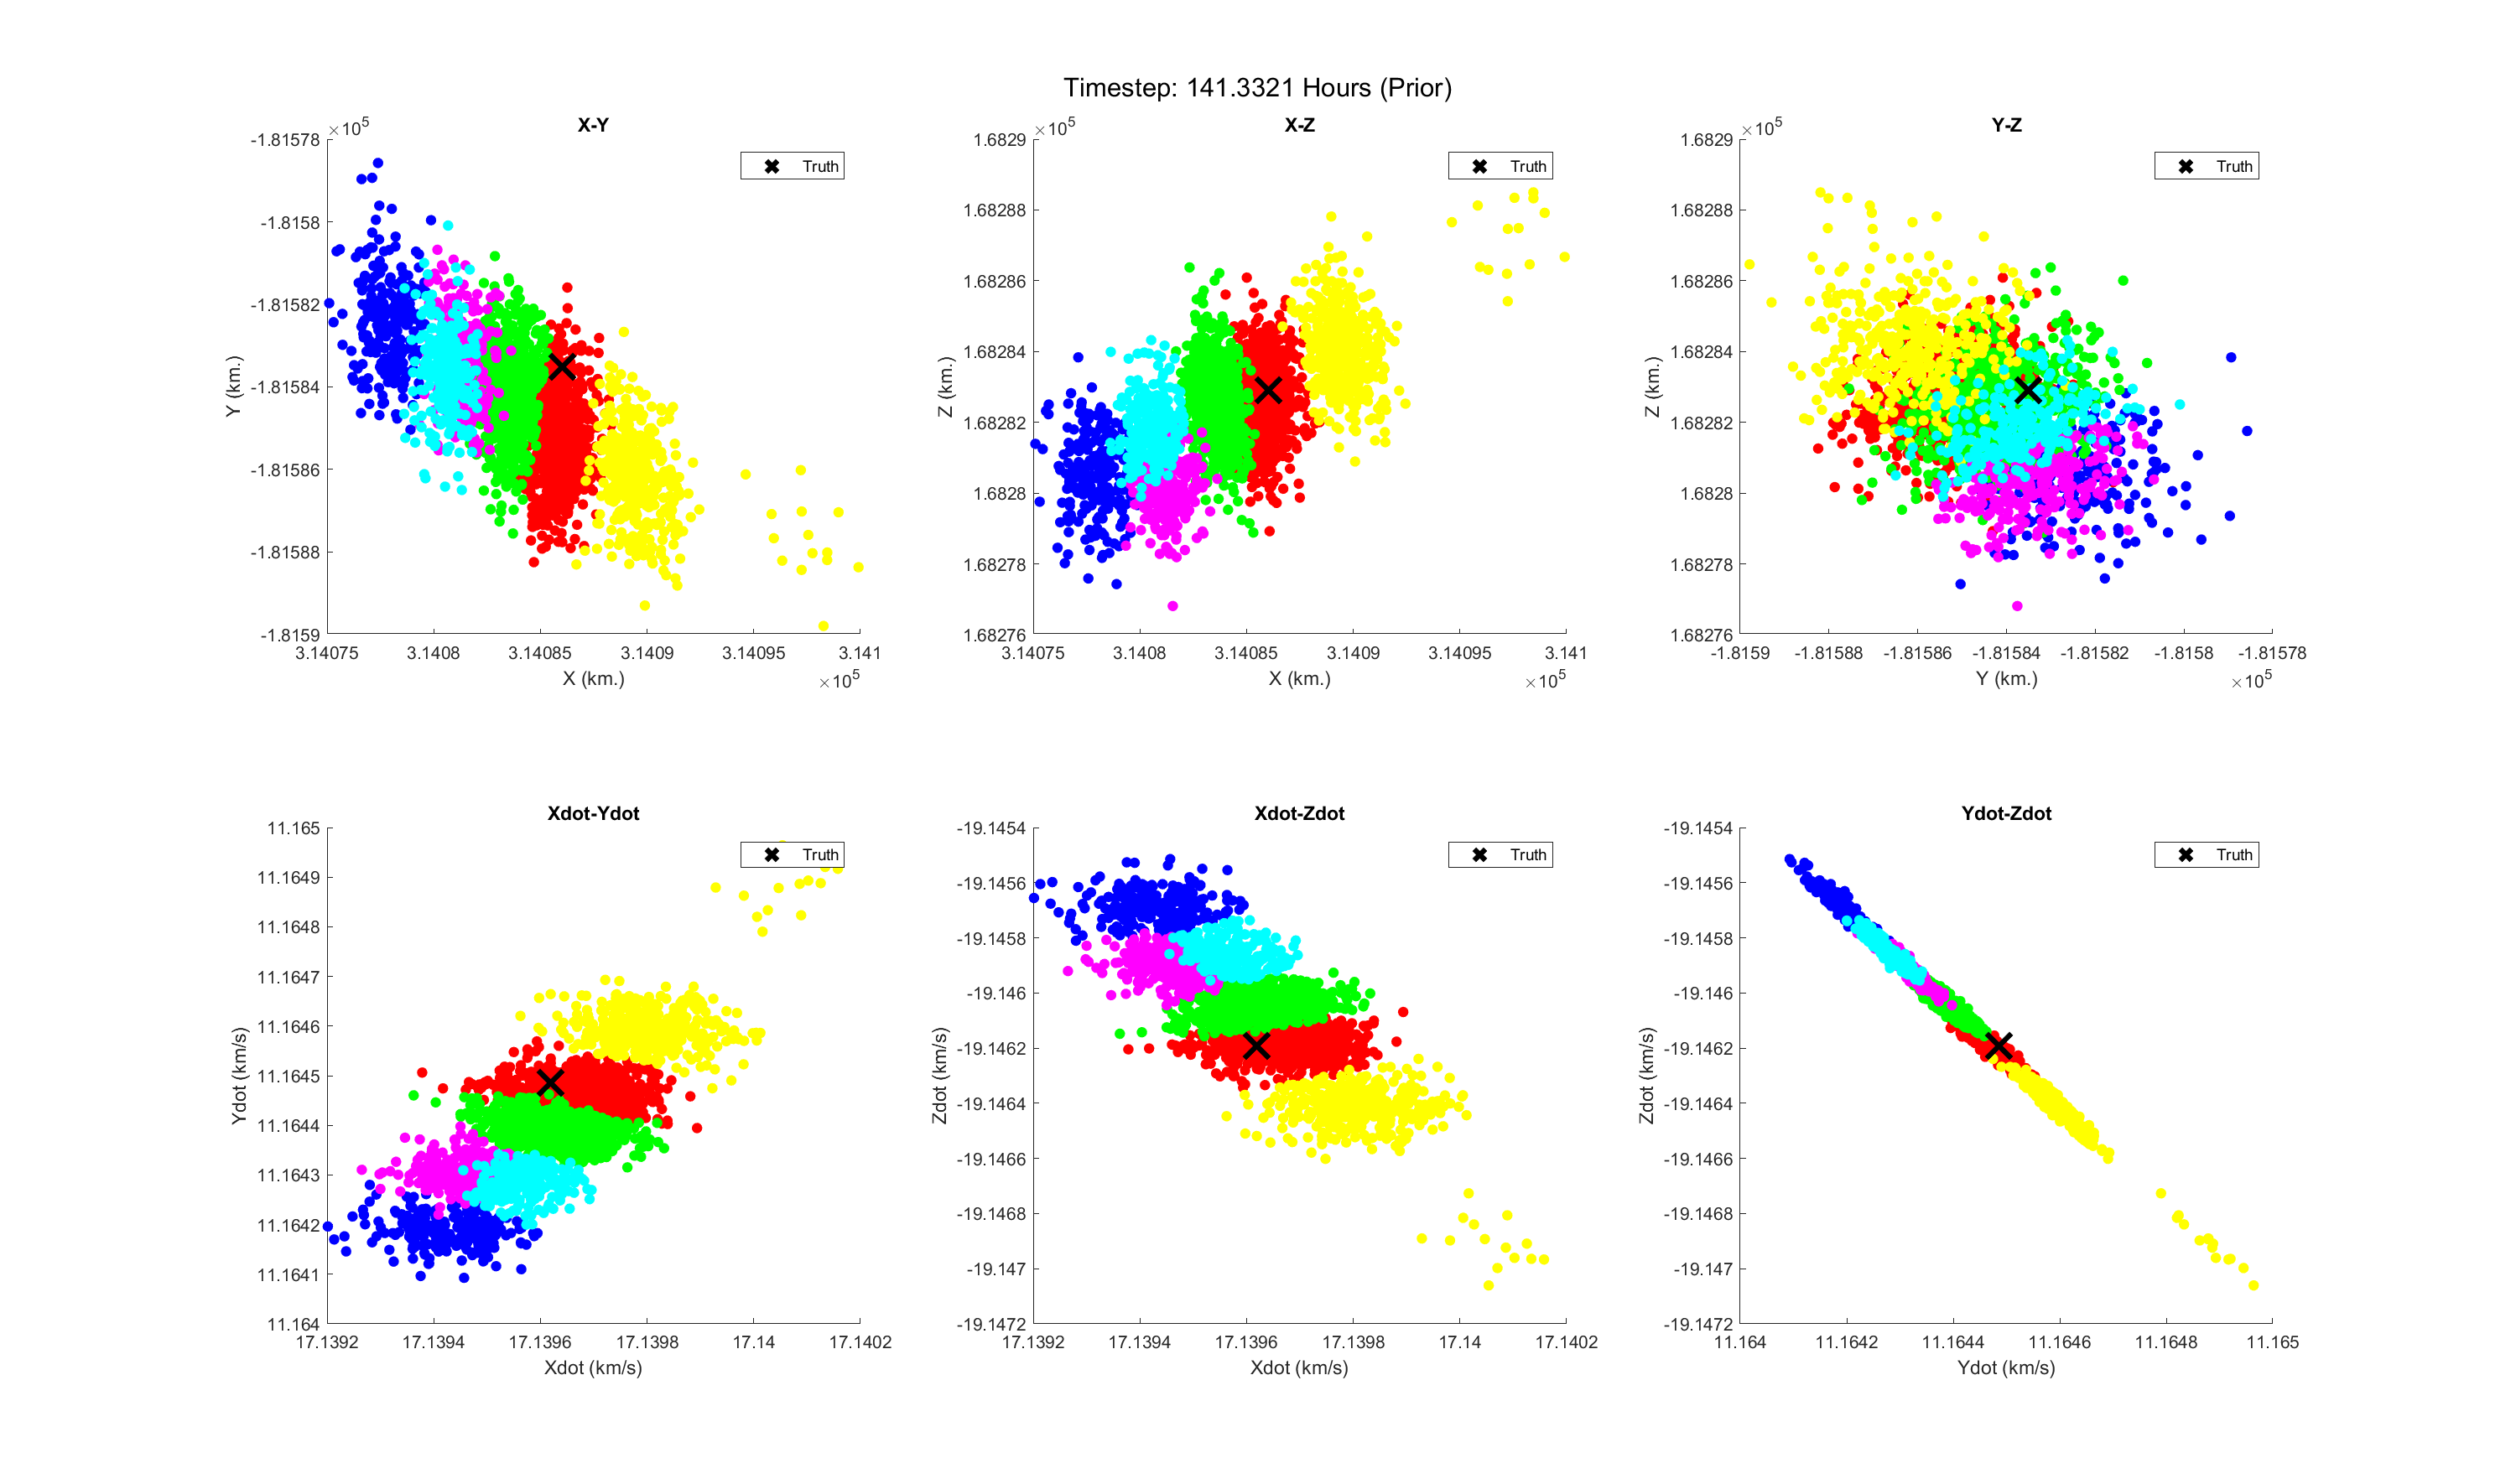 Timestep: 141.3321 Hours (Prior)
X-Y
×10^5
-1.81578
-1.8158
-1.81582
-1.81584
-1.81586
-1.81588
-1.8159
Y (km.)
Truth
3.14075 3.1408 3.14085 3.1409 3.14095 3.141
X (km.)
×10^5
X-Z
×10^5
1.6829
1.68288
1.68286
1.68284
1.68282
1.6828
1.68278
1.68276
Z (km.)
Truth
3.14075 3.1408 3.14085 3.1409 3.14095 3.141
X (km.)
×10^5
Y-Z
×10^5
1.6829
1.68288
1.68286
1.68284
1.68282
1.6828
1.68278
1.68276
Z (km.)
Truth
-1.8159 -1.81588 -1.81586 -1.81584 -1.81582 -1.8158 -1.81578
Y (km.)
×10^5
Xdot-Ydot
11.165
11.1649
11.1648
11.1647
11.1646
11.1645
11.1644
11.1643
11.1642
11.1641
11.164
Ydot (km/s)
Truth
17.1392 17.1394 17.1396 17.1398 17.14 17.1402
Xdot (km/s)
Xdot-Zdot
-19.1454
-19.1456
-19.1458
-19.146
-19.1462
-19.1464
-19.1466
-19.1468
-19.147
-19.1472
Zdot (km/s)
Truth
17.1392 17.1394 17.1396 17.1398 17.14 17.1402
Xdot (km/s)
Ydot-Zdot
-19.1454
-19.1456
-19.1458
-19.146
-19.1462
-19.1464
-19.1466
-19.1468
-19.147
-19.1472
Zdot (km/s)
Truth
11.164 11.1642 11.1644 11.1646 11.1648 11.165
Ydot (km/s)